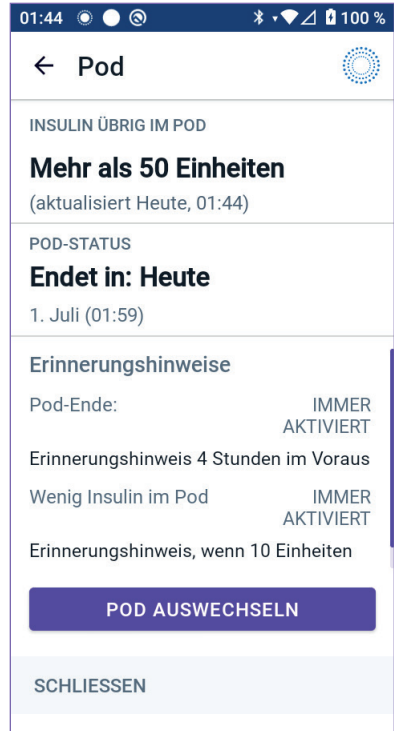 01:44 100 %
Pod
INSULIN ÜBRIG IM POD
Mehr als 50 Einheiten
(aktualisiert Heute, 01:44)
POD-STATUS
Endet in: Heute
1. Juli (01:59)
Erinnerungshinweise
Pod-Ende: IMMER
AKTIVIERT
Erinnerungshinweis 4 Stunden im Voraus
Wenig Insulin im Pod IMMER
AKTIVIERT
Erinnerungshinweis, wenn 10 Einheiten
POD AUSWECHSELN
SCHLIESSEN